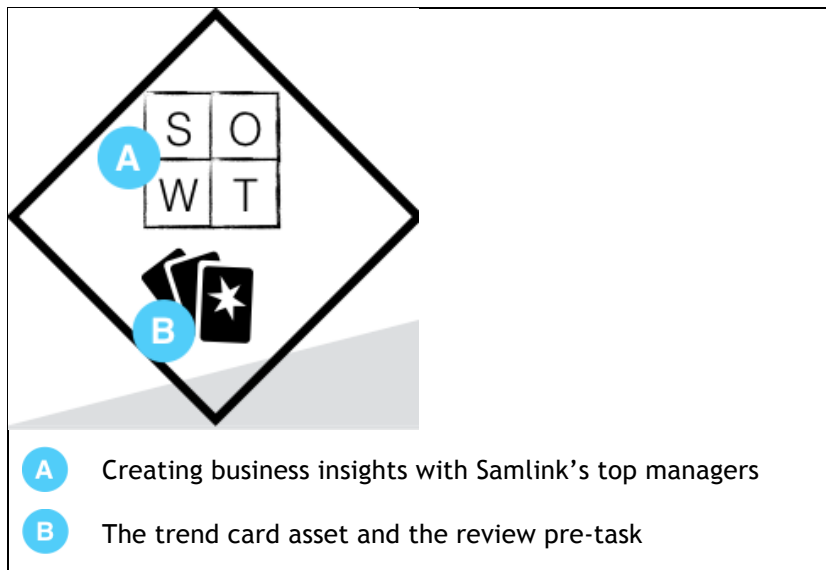 S O
A
W T
B
A Creating business insights with Samlink’s top managers
B The trend card asset and the review pre-task